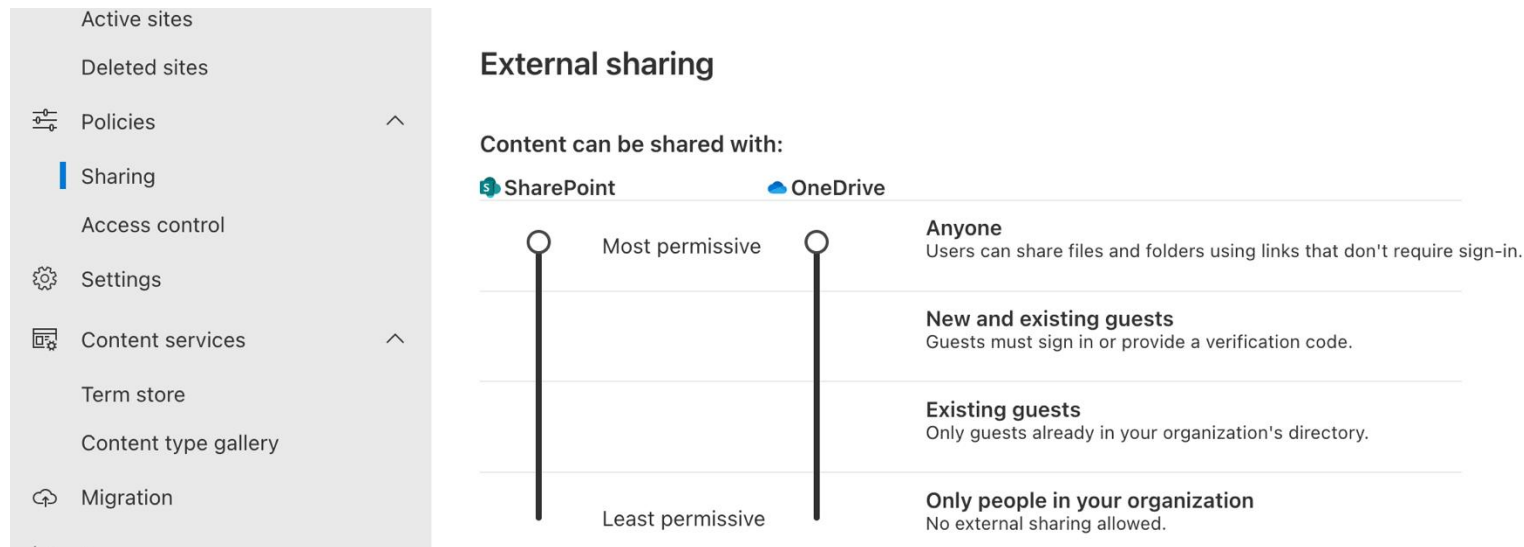 Active sites
Deleted sites
Policies
Sharing
Access control
Settings
Content services
Term store
Content type gallery
Migration
External sharing
Content can be shared with:
SharePoint OneDrive
Most permissive
Anyone
Users can share files and folders using links that don't require sign-in.
New and existing guests
Guests must sign in or provide a verification code.
Existing guests
Only guests already in your organization's directory.
Least permissive
Only people in your organization
No external sharing allowed.